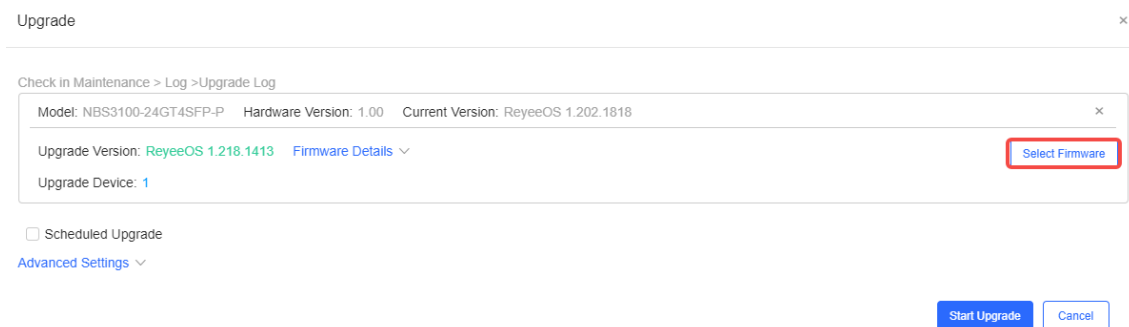 Upgrade
Check in Maintenance > Log >Upgrade Log
Model: NBS3100-24GT4SFP-P Hardware Version: 1.00 Current Version: ReyeeOS 1.202.1818
Upgrade Version: ReyeeOS 1.218.1413 Firmware Details
Select Firmware
Upgrade Device: 1
Scheduled Upgrade
Advanced Settings
Start Upgrade Cancel